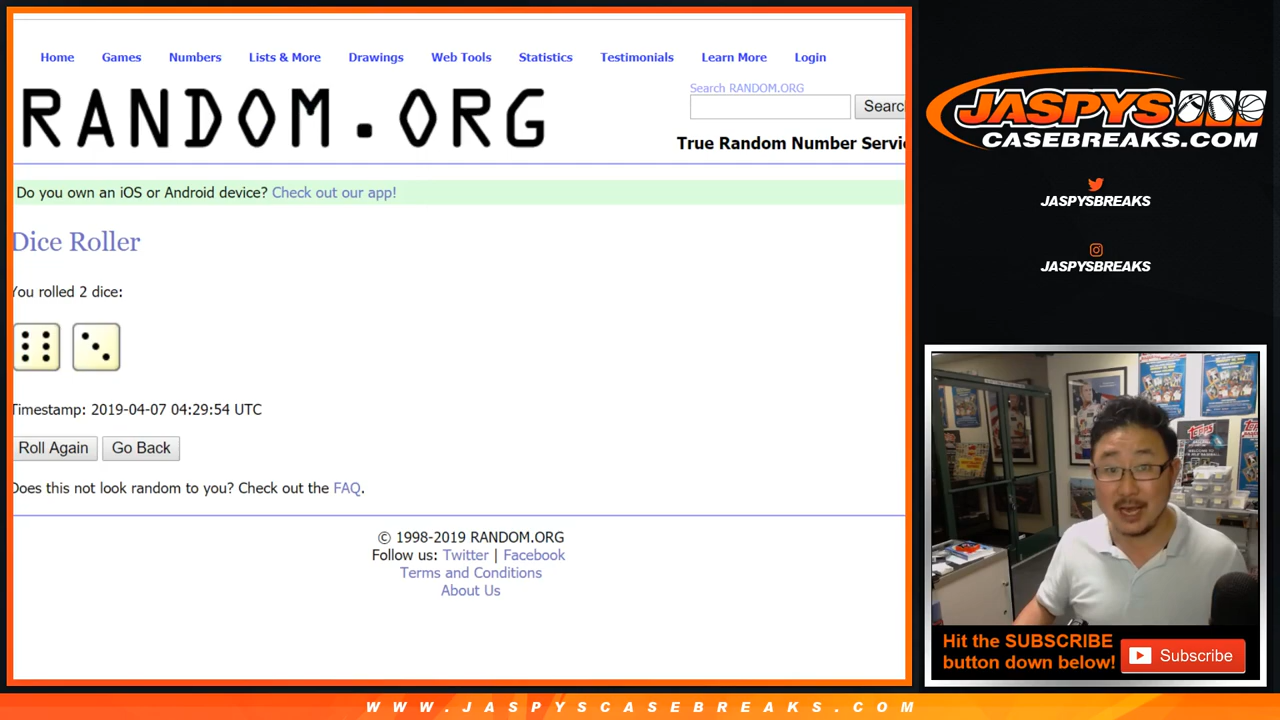 Home Games Numbers Lists & More Drawings Web Tools Statistics Testimonials Learn More Login
RANDOM.ORG
Search RANDOM.ORG
Searc
True Random Number Servi
Do you own an iOS or Android device? Check out our app!
Dice Roller
You rolled 2 dice:
Timestamp: 2019-04-07 04:29:54 UTC
Roll Again Go Back
Does this not look random to you? Check out the FAQ.
© 1998-2019 RANDOM.ORG
Follow us: Twitter | Facebook
Terms and Conditions
About Us
JASPYS
CASEBREAKS.COM
JASPYSBREAKS
JASPYSBREAKS
TOPPS
Hit the SUBSCRIBE
button down below!
Subscribe
WWW.JASPYSCASEBREAKS.COM